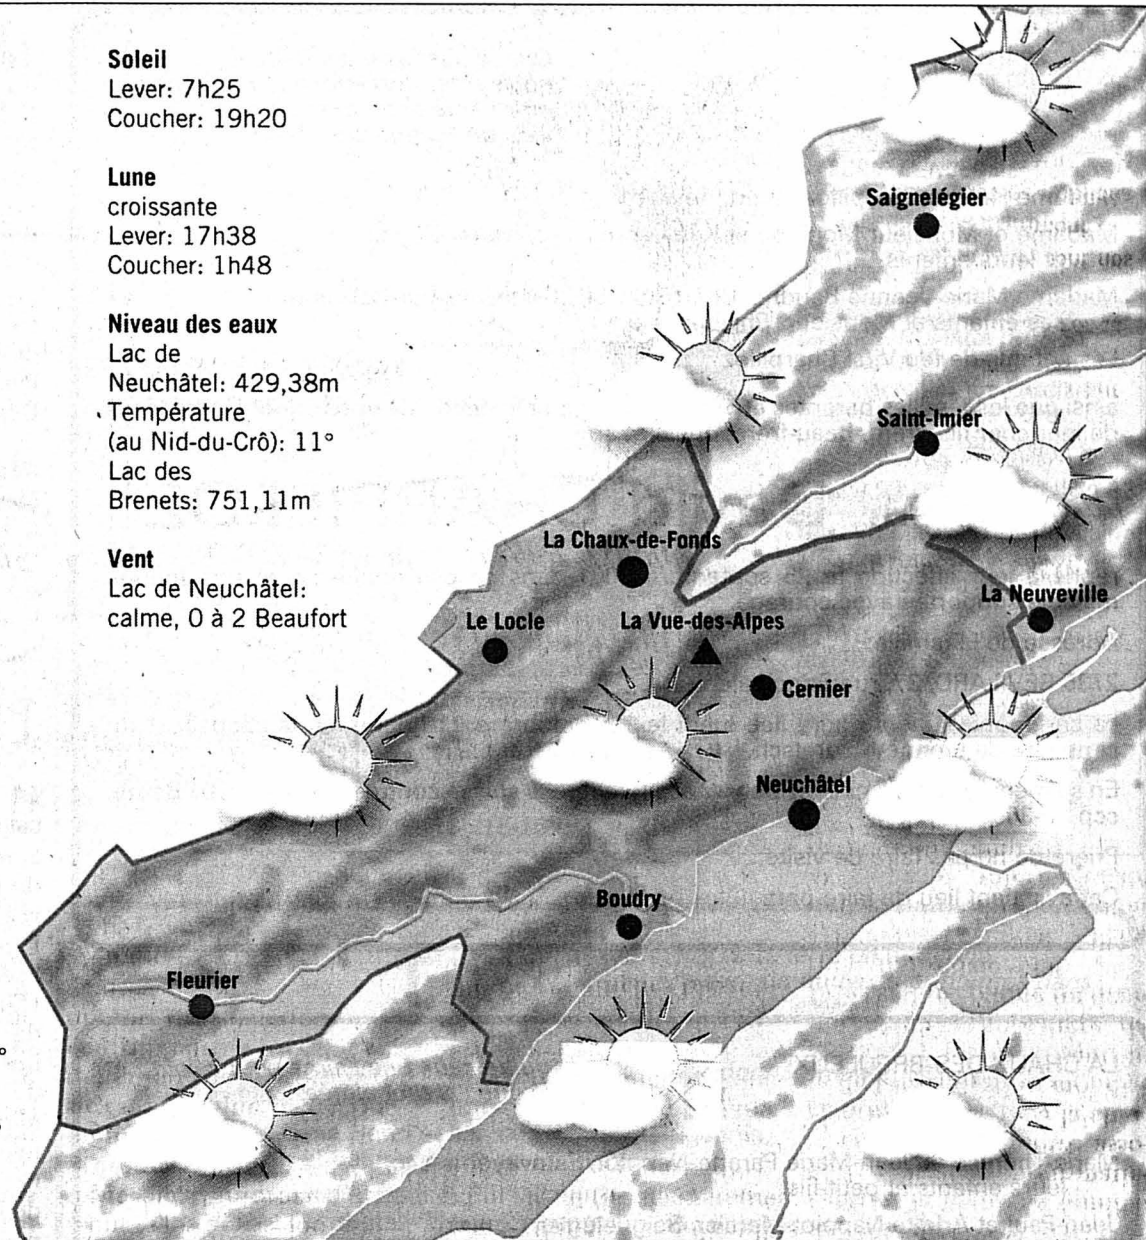 Soleil
Lever: 7h25
Coucher: 19h20
Lune
croissante
Lever: 17h38
Coucher: 1h48
Niveau des eaux
Lac de
Neuchâtel: 429,38m
Température
(au Nid-du-Crô): 11°
Lac des
Brenets: 751,11m
Vent
Lac de Neuchâtel:
calme, 0 à 2 Beaufort
Saignelégier
Saint-Imier
La Chaux-de-Fonds
La Neuveville
Le Locle
La Vue-des-Alpes
Cernier
Neuchâtel
Boudry
Fleurier